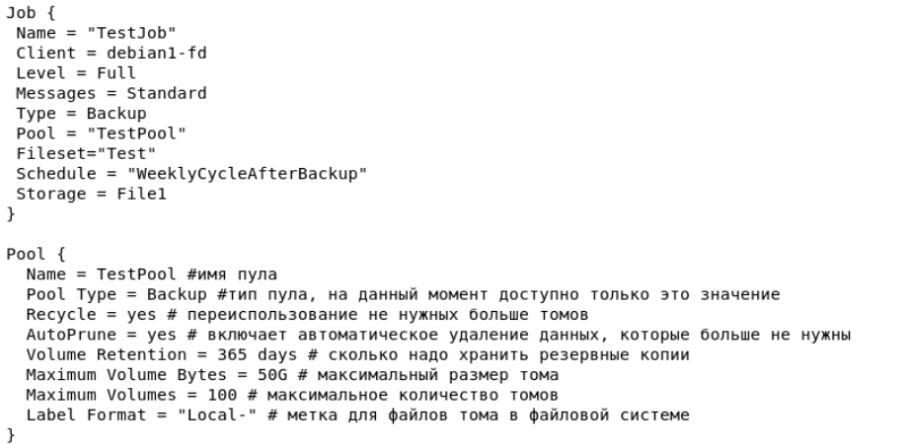 Job {
Name = "TestJob"
Client = debian1-fd
Level = Full
Messages = Standard
Type = Backup
Pool = "TestPool"
Fileset="Test"
Schedule = "WeeklyCycleAfterBackup"
Storage = File1
}
Pool {
Name = TestPool #имя пула
Pool Type = Backup #тип пула, на данный момент доступно только это значение
Recycle = yes # переиспользование не нужных больше томов
AutoPrune = yes # включает автоматическое удаление данных, которые больше не нужны
Volume Retention = 365 days # сколько надо хранить резервные копии
Maximum Volume Bytes = 50G # максимальный размер тома
Maximum Volumes = 100 # максимальное количество томов
Label Format = "Local-" # метка для файлов тома в файловой системе
}